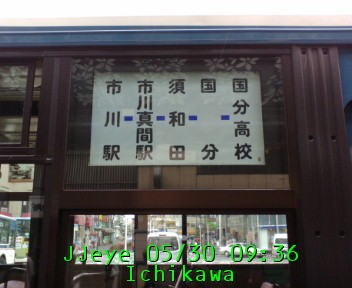 市川駅
市川真間駅
須和田
国分
国分高校
JJeye 05/30 09:36
Ichikawa